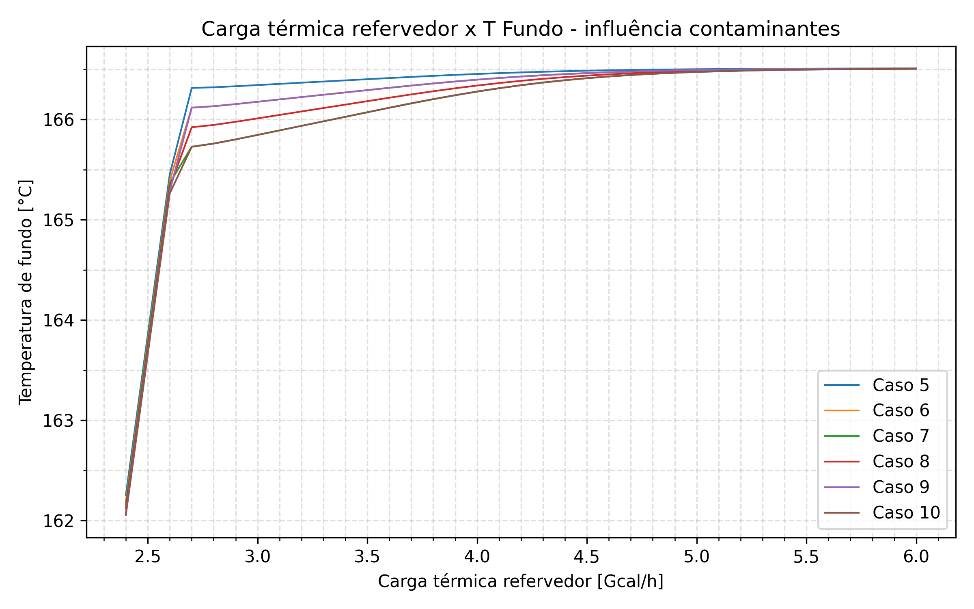 Carga térmica refervedor x T Fundo - influência contaminantes
Temperatura de fundo [°C]
166
165
164
163
162
2.5 3.0 3.5 4.0 4.5 5.0 5.5 6.0
Carga térmica refervedor [Gcal/h]
Caso 5
Caso 6
Caso 7
Caso 8
Caso 9
Caso 10